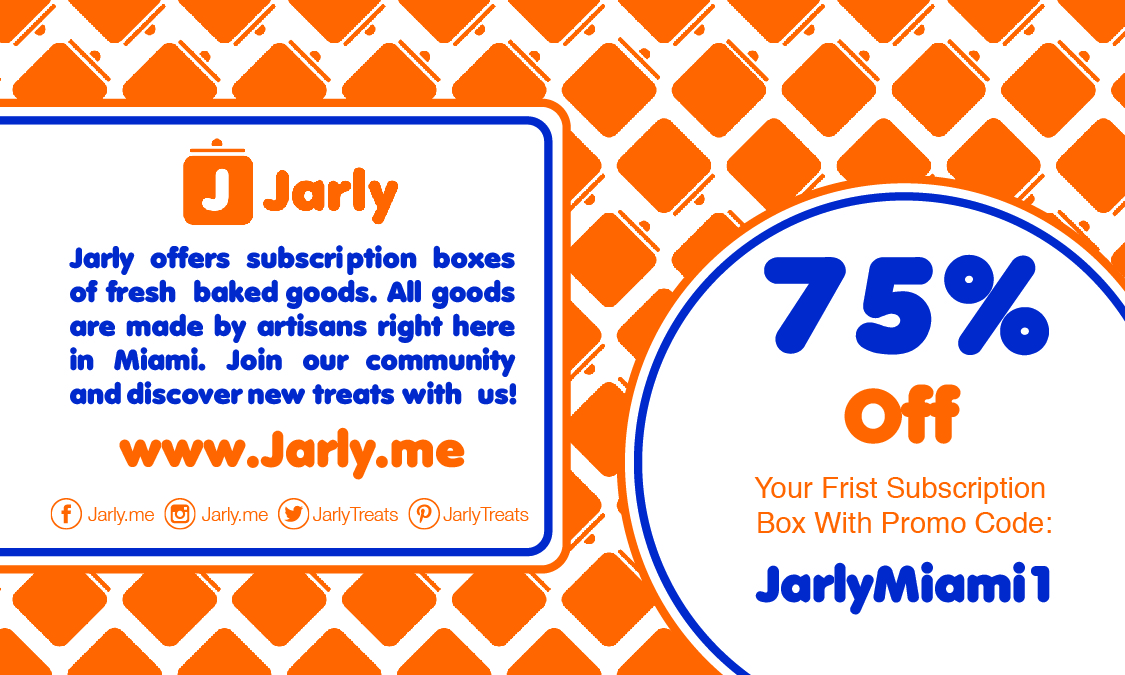 J Jarly
Jarly offers subscription boxes
of fresh baked goods. All goods
are made by artisans right here
in Miami. Join our community
and discover new treats with us!
www.Jarly.me
Jarly.me Jarly.me JarlyTreats JarlyTreats
75%
Off
Your Frist Subscription
Box With Promo Code:
JarlyMiami1